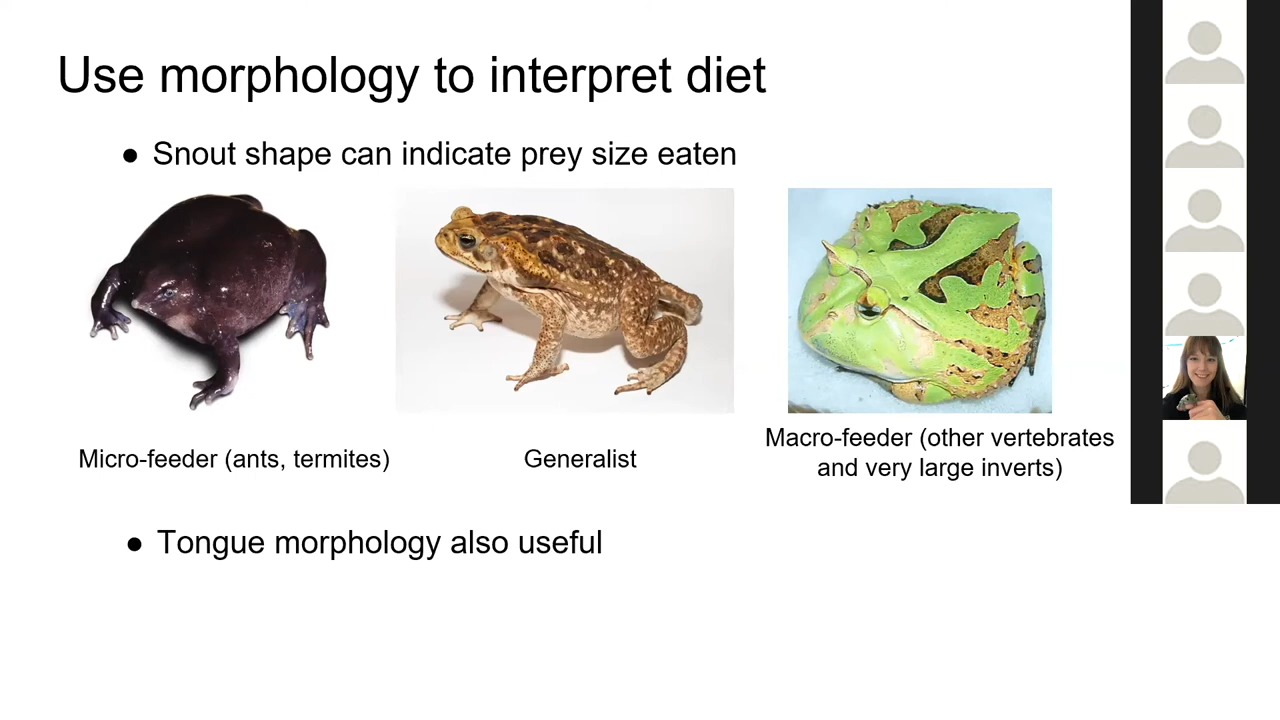 Use morphology to interpret diet
● Snout shape can indicate prey size eaten
Micro-feeder (ants, termites)
Generalist
Macro-feeder (other vertebrates
and very large inverts)
● Tongue morphology also useful